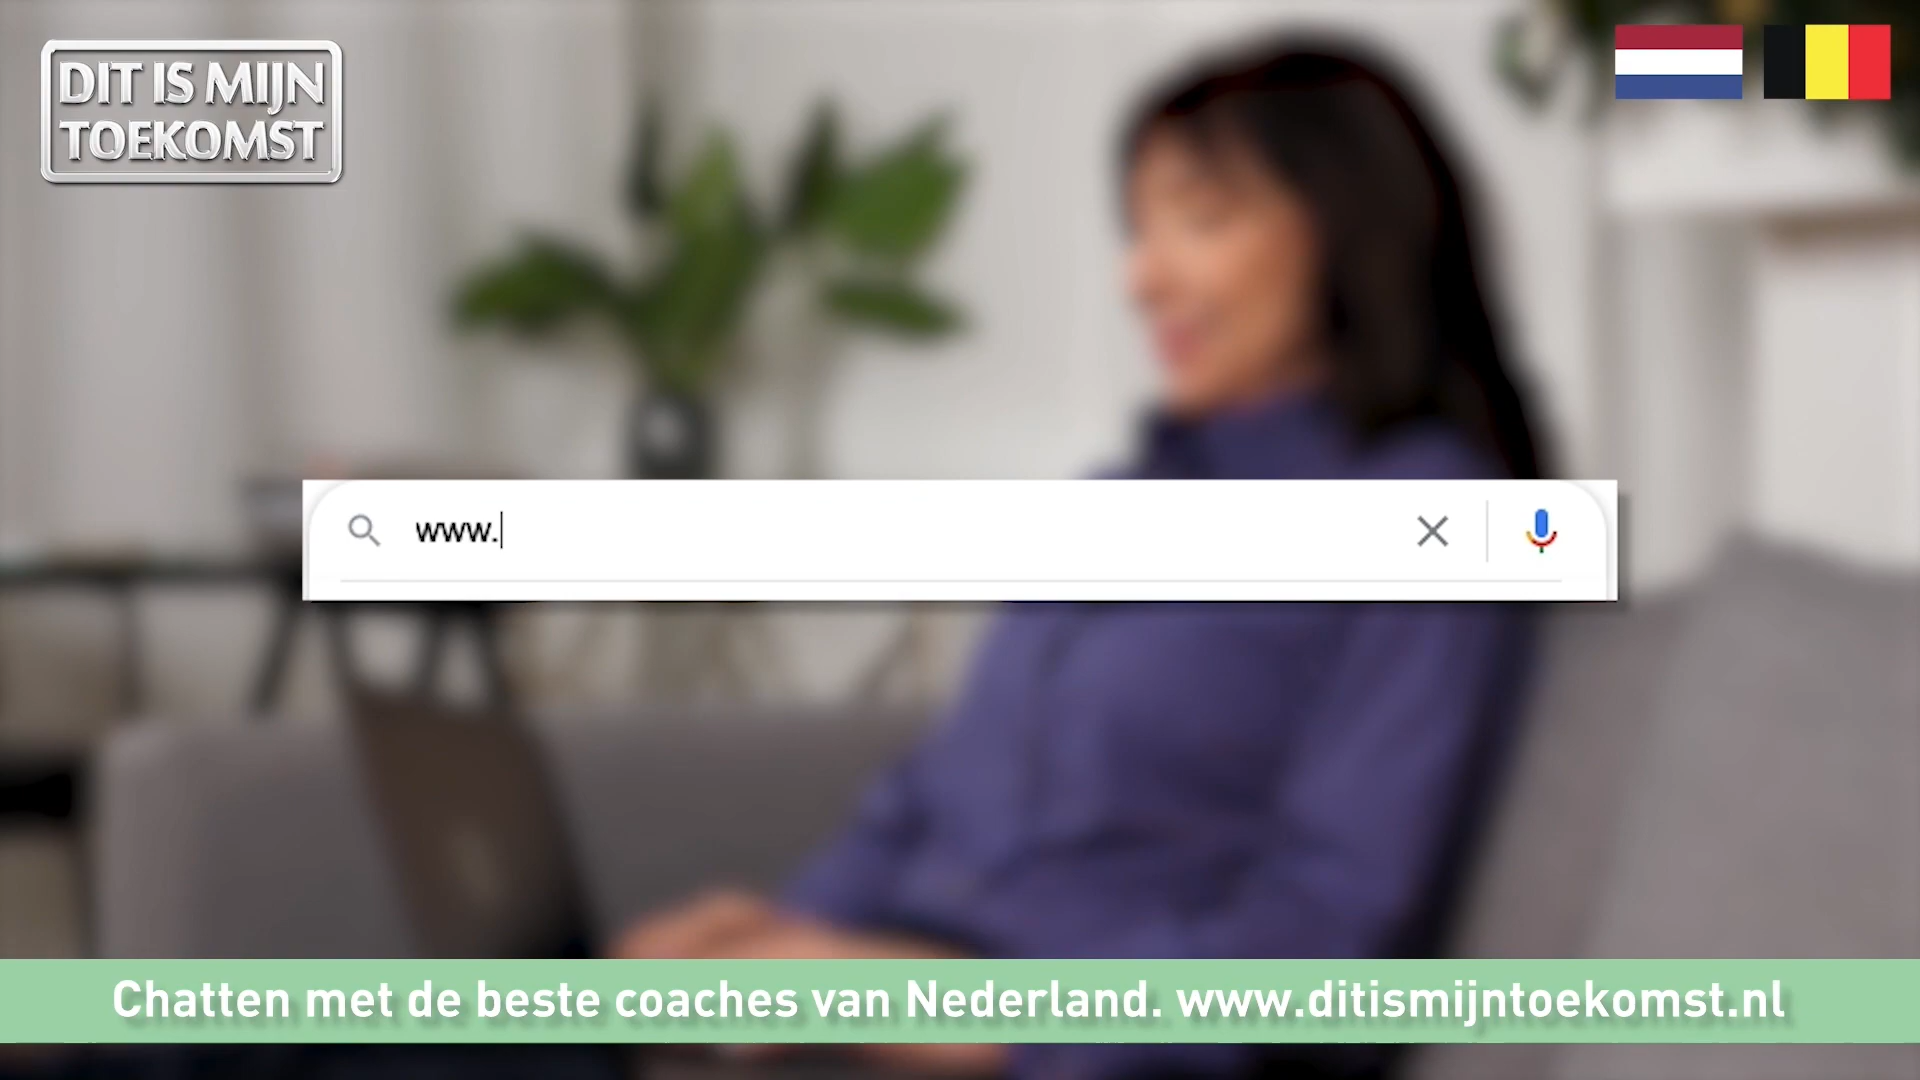 DIT IS MIJN
TOEKOMST
www.
Chatten met de beste coaches van Nederland. www.ditismijntoekomst.nl